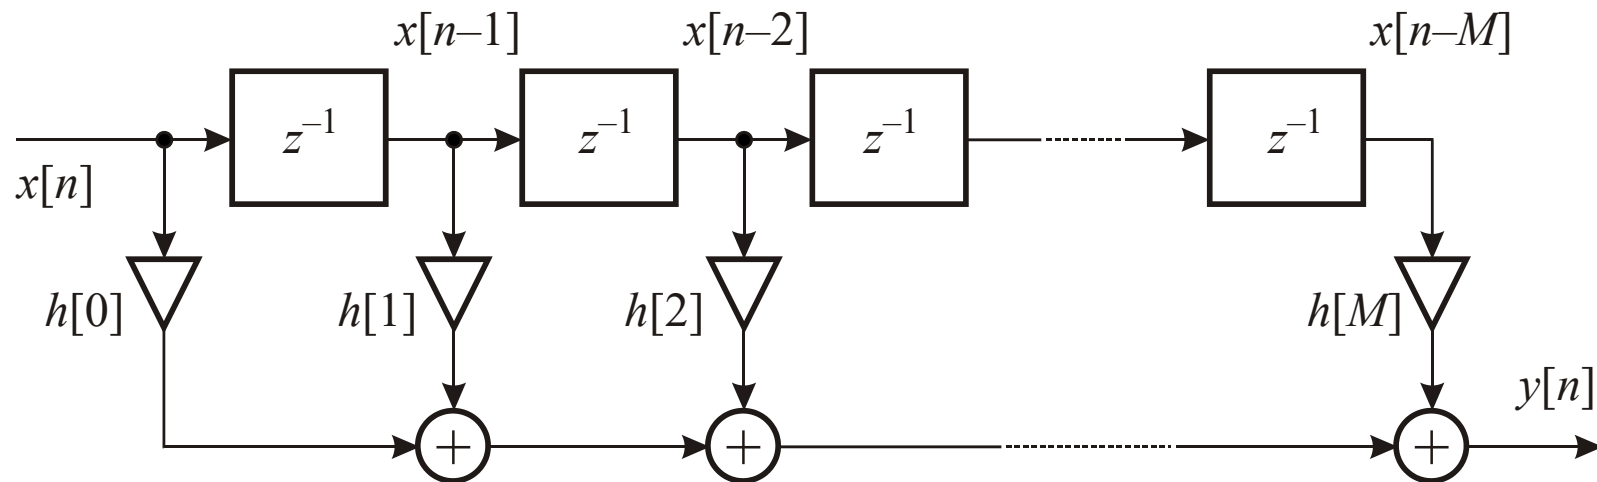 x[n–1] x[n–2] x[n–M]
z⁻¹ z⁻¹ z⁻¹ z⁻¹
x[n]
h[0] h[1] h[2] h[M]
y[n]
+ + +